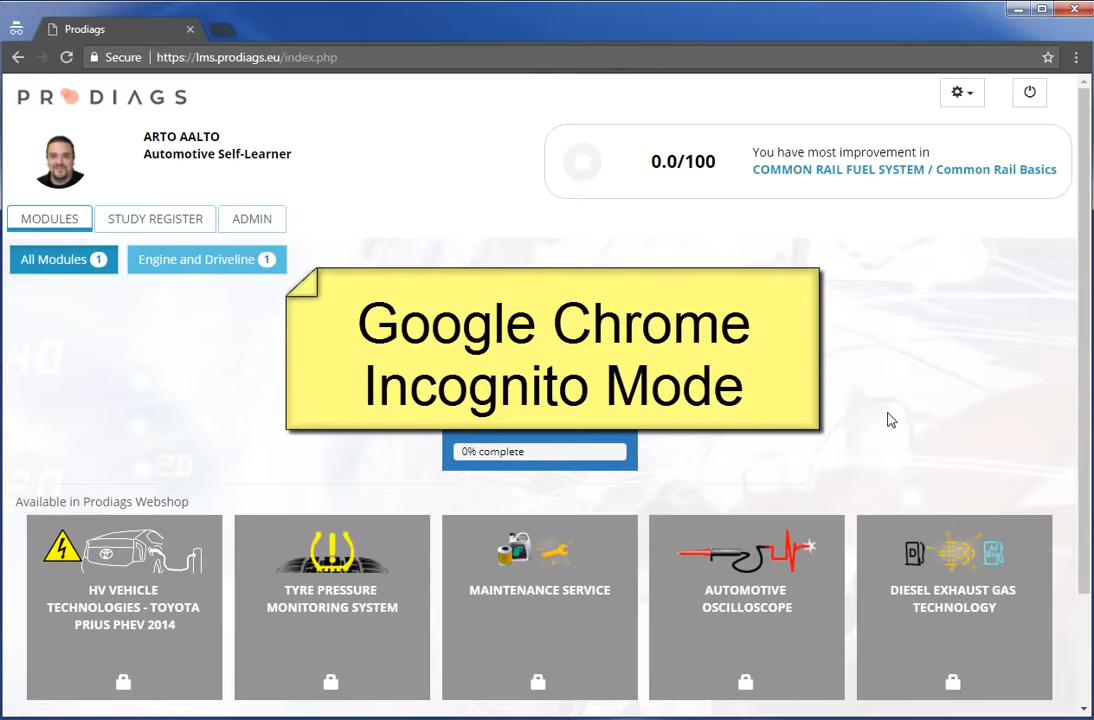 Prodiags
Secure
https://lms.prodiags.eu/index.php
PRODIAGS
ARTO AALTO
Automotive Self-Learner
0.0/100
You have most improvement in
COMMON RAIL FUEL SYSTEM / Common Rail Basics
MODULES
STUDY REGISTER
ADMIN
All Modules 1
Engine and Driveline 1
Google Chrome
Incognito Mode
0% complete
Available in Prodiags Webshop
HV VEHICLE
TECHNOLOGIES - TOYOTA
PRIUS PHEV 2014
TYRE PRESSURE
MONITORING SYSTEM
MAINTENANCE SERVICE
AUTOMOTIVE
OSCILLOSCOPE
D
DIESEL EXHAUST GAS
TECHNOLOGY